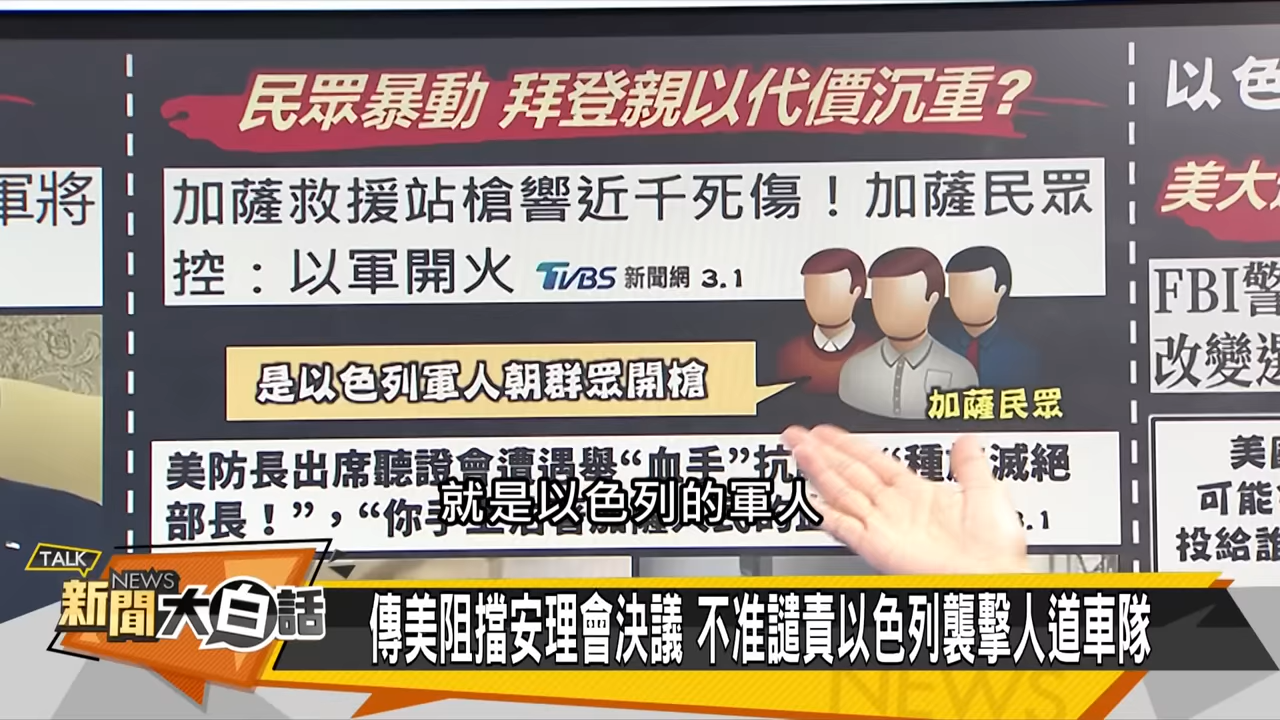 民眾暴動 拜登親以代價沉重?
以色
軍將
加薩救援站槍響近千死傷！加薩民眾
控：以軍開火 TVBS 新聞網 3.1
美大
FBI警
改變選
是以色列軍人朝群眾開槍
加薩民眾
美防長出席聽證會遭遇舉“血手”抗 “種 滅絕
部長！”，“你手 .1
就是以色列的軍人
美國
可能
投給誰
TALK
NEWS
新聞大白話
傳美阻擋安理會決議 不准譴責以色列襲擊人道車隊
NEWS